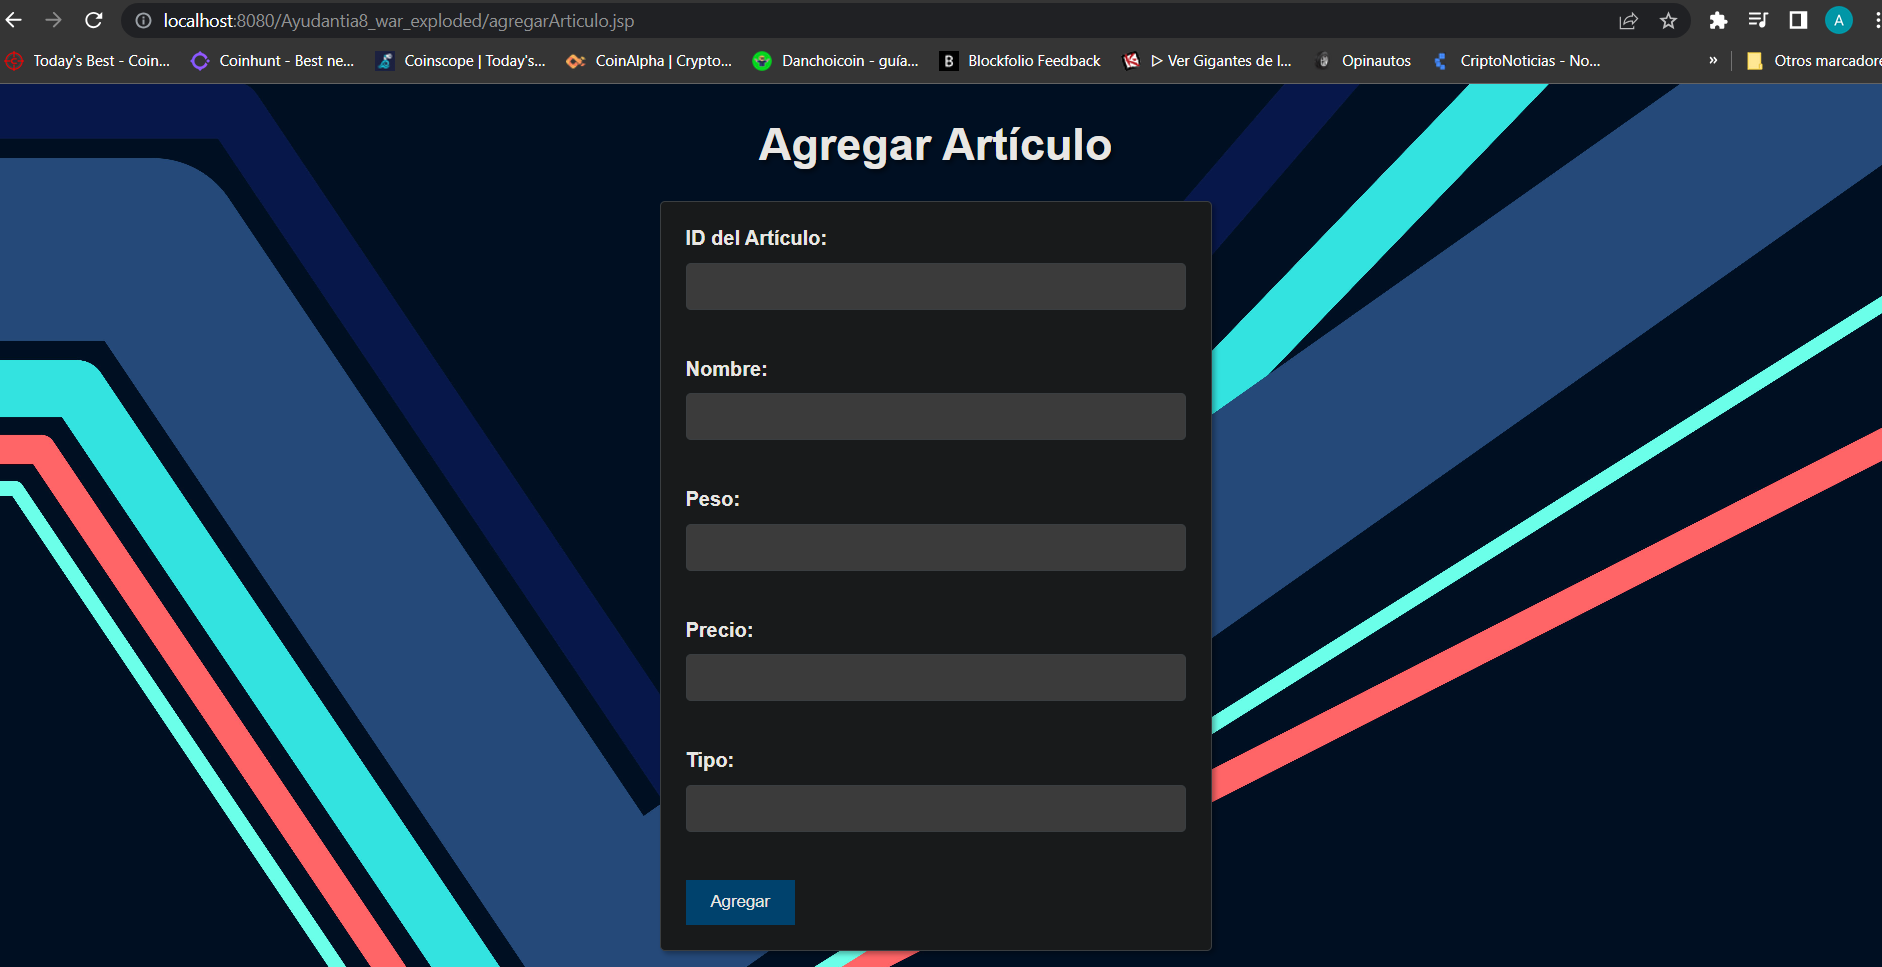 localhost:8080/Ayudantia8_war_exploded/agregarArticulo.jsp
A
Today's Best - Coin... Coinhunt - Best ne... Coinscope | Today's... CoinAlpha | Crypto... Danchoicoin - guía... B Blockfolio Feedback ▷ Ver Gigantes de l... Opinautos CriptoNoticias - No... » Otros marcadore
Agregar Artículo
ID del Artículo:
Nombre:
Peso:
Precio:
Tipo:
Agregar